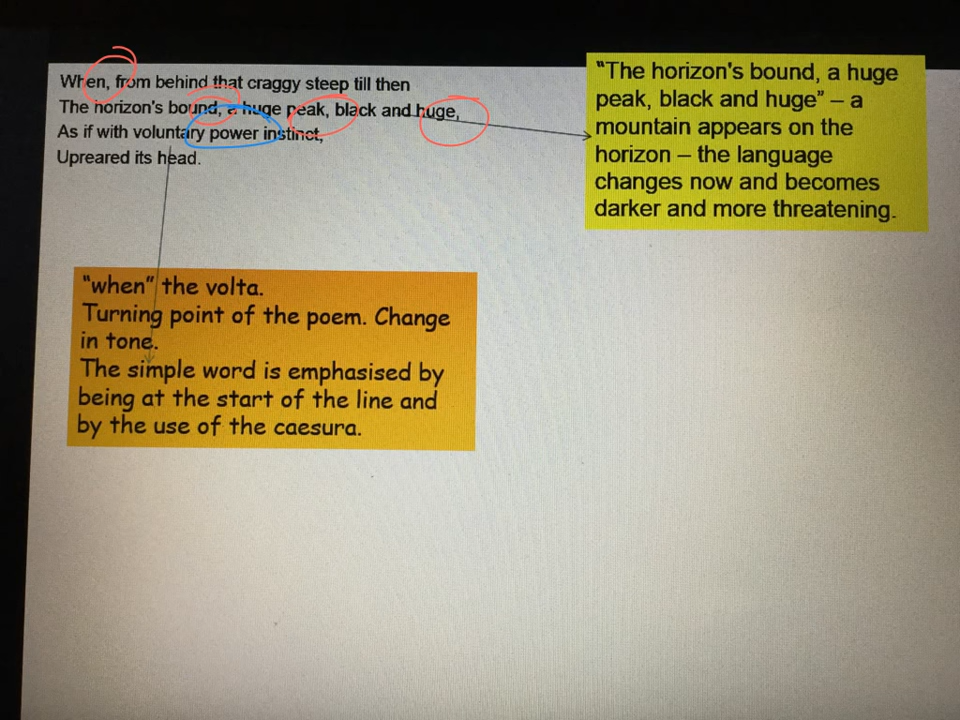 When, from behind that craggy steep till then
The horizon's bound, a huge peak, black and huge,
As if with voluntary power instinct,
Upreared its head.
"The horizon's bound, a huge
peak, black and huge" – a
mountain appears on the
horizon – the language
changes now and becomes
darker and more threatening.
"when" the volta.
Turning point of the poem. Change
in tone.
The simple word is emphasised by
being at the start of the line and
by the use of the caesura.